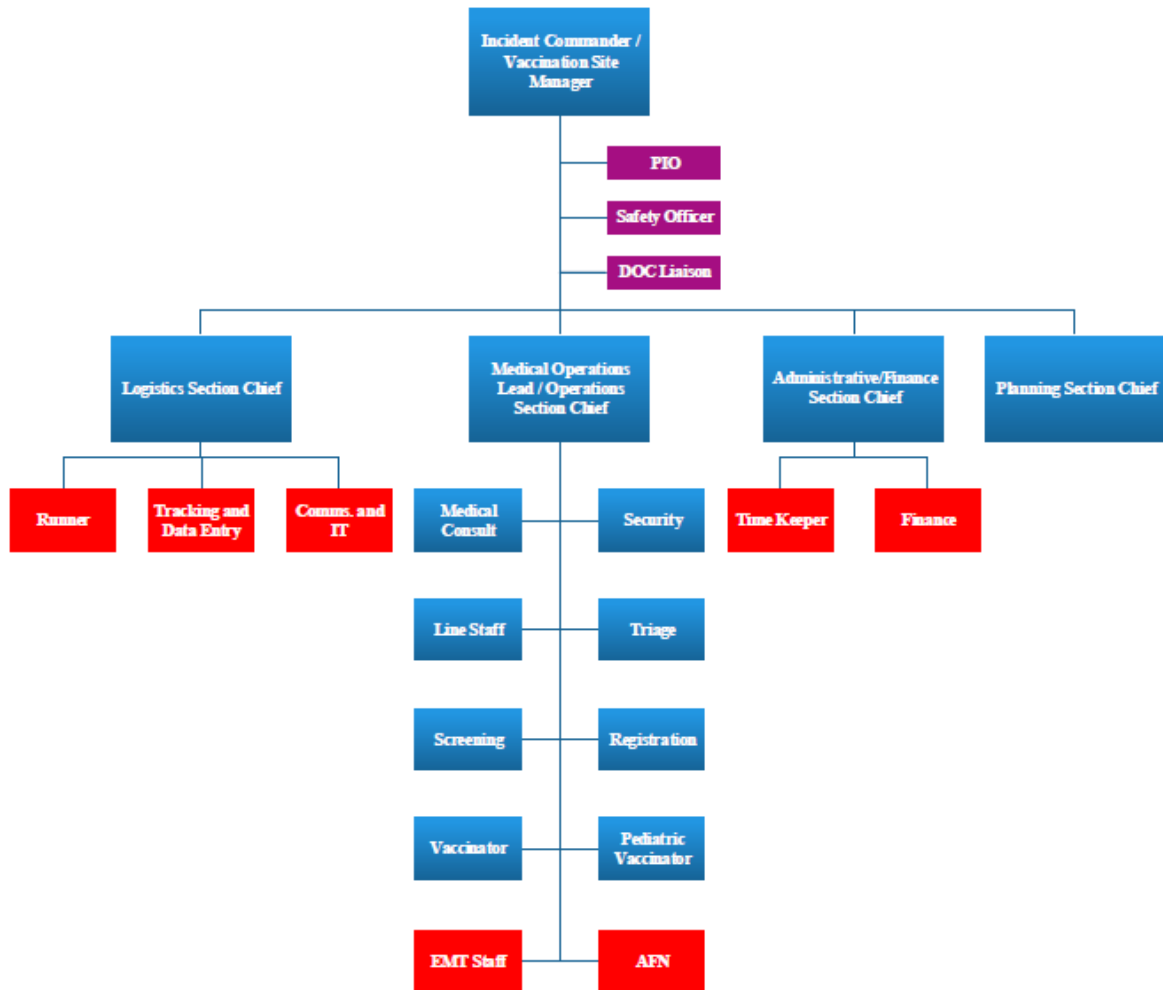 Incident Commander /
Vaccination Site
Manager
PIO
Safety Officer
DOC Liaison
Logistics Section Chief
Medical Operations
Lead / Operations
Section Chief
Administrative/Finance
Section Chief
Planning Section Chief
Runner
Tracking and
Data Entry
Comms. and
IT
Medical
Consult
Security
Time Keeper
Finance
Line Staff
Triage
Screening
Registration
Vaccinator
Pediatric
Vaccinator
EMT Staff
AFN